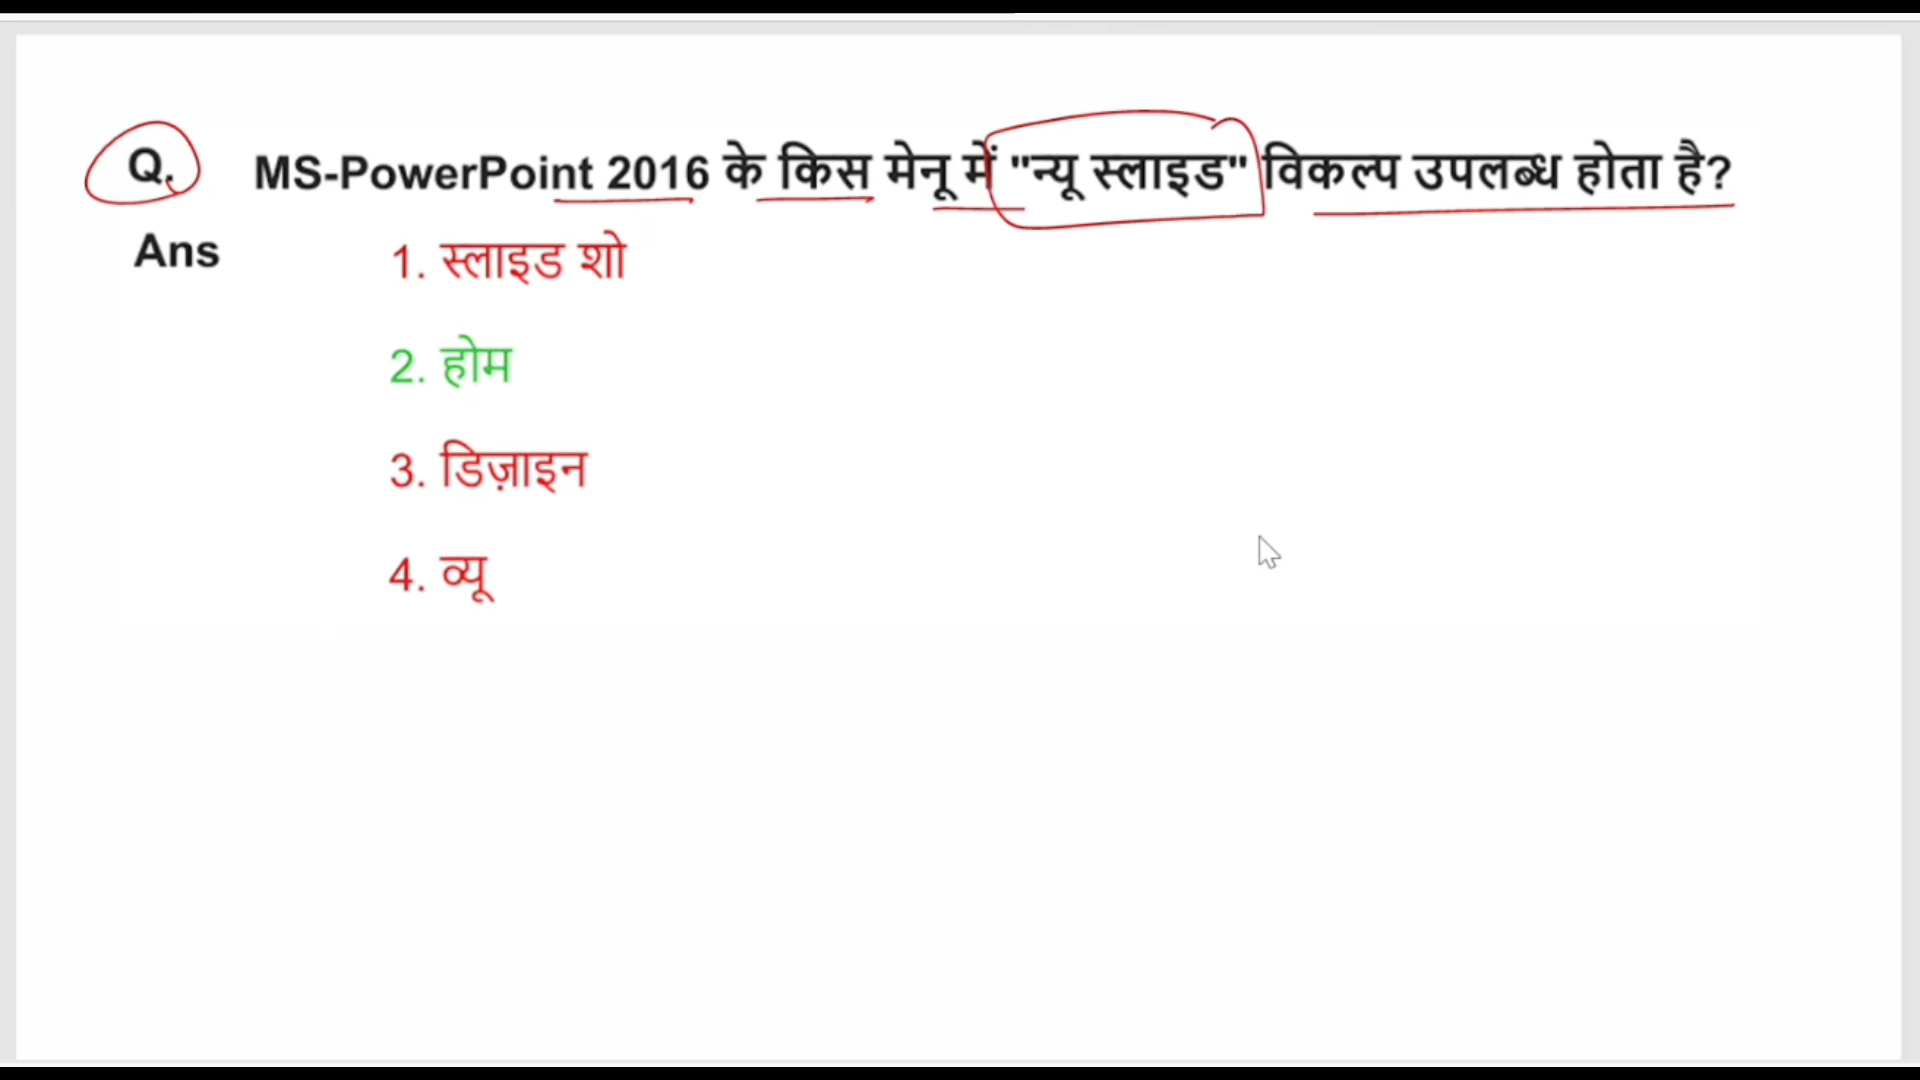 Q. MS-PowerPoint 2016 के किस मेनू में "न्यू स्लाइड" विकल्प उपलब्ध होता है?
Ans 1. स्लाइड शो
2. होम
3. डिज़ाइन
4. व्यू